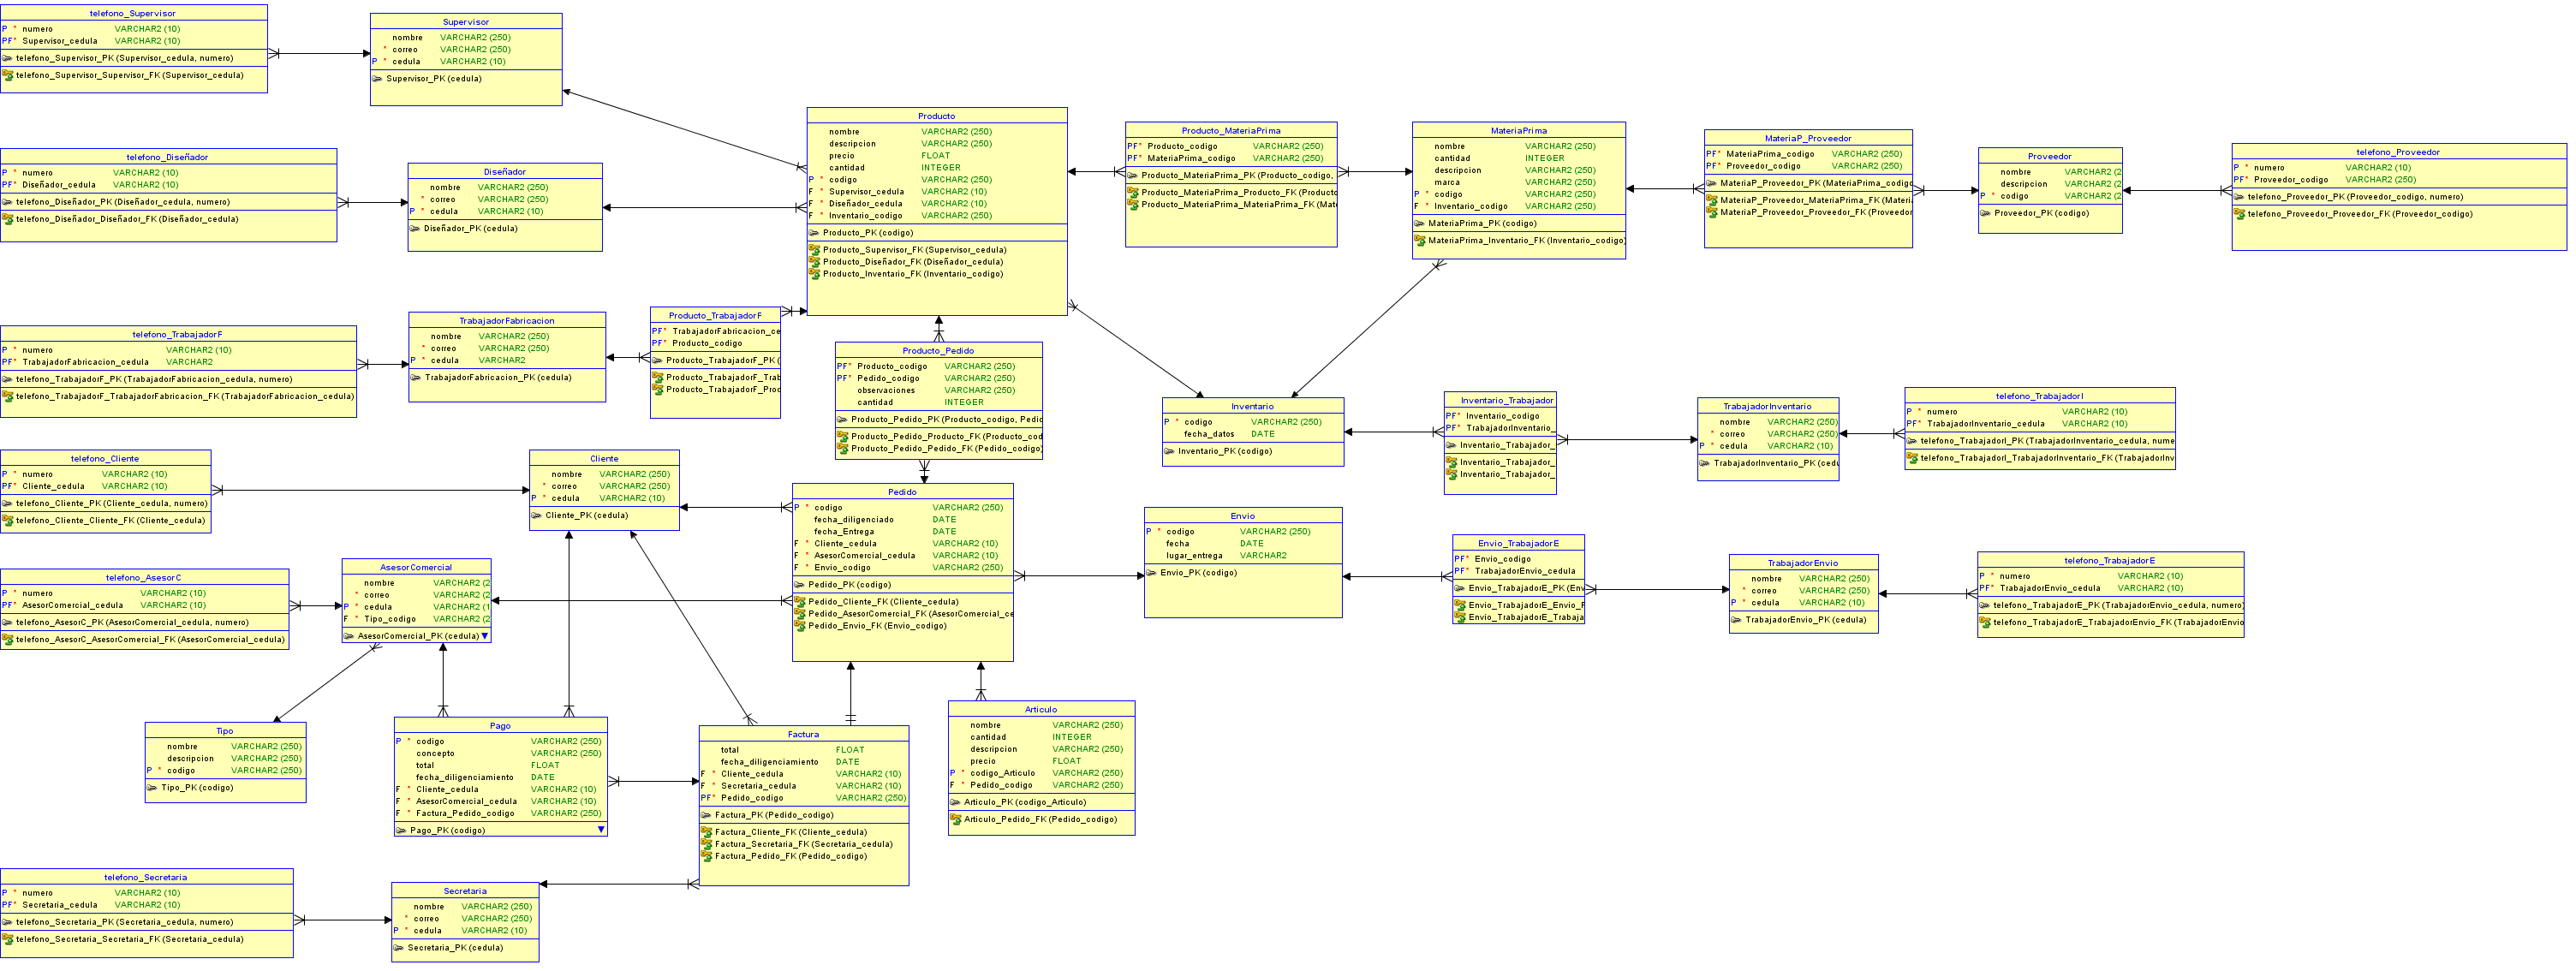 telefono_Supervisor
P * numero VARCHAR2 (10)
PF* Supervisor_cedula VARCHAR2 (10)
telefono_Supervisor_PK (Supervisor_cedula, numero)
telefono_Supervisor_Supervisor_FK (Supervisor_cedula)
Supervisor
nombre VARCHAR2 (250)
* correo VARCHAR2 (250)
P * cedula VARCHAR2 (10)
Supervisor_PK (cedula)
telefono_Diseñador
P * numero VARCHAR2 (10)
PF* Diseñador_cedula VARCHAR2 (10)
telefono_Diseñador_PK (Diseñador_cedula, numero)
telefono_Diseñador_Diseñador_FK (Diseñador_cedula)
Diseñador
nombre VARCHAR2 (250)
* correo VARCHAR2 (250)
P * cedula VARCHAR2 (10)
Diseñador_PK (cedula)
Producto
nombre VARCHAR2 (250)
descripcion VARCHAR2 (250)
precio FLOAT
cantidad INTEGER
P * codigo VARCHAR2 (250)
F * Supervisor_cedula VARCHAR2 (10)
F * Diseñador_cedula VARCHAR2 (10)
F * Inventario_codigo VARCHAR2 (250)
Producto_PK (codigo)
Producto_Supervisor_FK (Supervisor_cedula)
Producto_Diseñador_FK (Diseñador_cedula)
Producto_Inventario_FK (Inventario_codigo)
Producto_MateriaPrima
PF* Producto_codigo VARCHAR2 (250)
PF* MateriaPrima_codigo VARCHAR2 (250)
Producto_MateriaPrima_PK (Producto_codigo,
Producto_MateriaPrima_Producto_FK (Producto
Producto_MateriaPrima_MateriaPrima_FK (Mate
MateriaPrima
nombre VARCHAR2 (250)
cantidad INTEGER
descripcion VARCHAR2 (250)
marca VARCHAR2 (250)
P * codigo VARCHAR2 (250)
F * Inventario_codigo VARCHAR2 (250)
MateriaPrima_PK (codigo)
MateriaPrima_Inventario_FK (Inventario_codigo)
MateriaP_Proveedor
PF* MateriaPrima_codigo VARCHAR2 (250)
PF* Proveedor_codigo VARCHAR2 (250)
MateriaP_Proveedor_PK (MateriaPrima_codigo
MateriaP_Proveedor_MateriaPrima_FK (Materi
MateriaP_Proveedor_Proveedor_FK (Proveedor
Proveedor
nombre VARCHAR2 (2
descripcion VARCHAR2 (2
P * codigo VARCHAR2 (2
Proveedor_PK (codigo)
telefono_Proveedor
P * numero VARCHAR2 (10)
PF* Proveedor_codigo VARCHAR2 (250)
telefono_Proveedor_PK (Proveedor_codigo, numero)
telefono_Proveedor_Proveedor_FK (Proveedor_codigo)
telefono_TrabajadorF
P * numero VARCHAR2 (10)
PF* TrabajadorFabricacion_cedula VARCHAR2
telefono_TrabajadorF_PK (TrabajadorFabricacion_cedula, numero)
telefono_TrabajadorF_TrabajadorFabricacion_FK (TrabajadorFabricacion_cedula)
TrabajadorFabricacion
nombre VARCHAR2 (250)
* correo VARCHAR2 (250)
P * cedula VARCHAR2
TrabajadorFabricacion_PK (cedula)
Producto_TrabajadorF
PF* TrabajadorFabricacion_ce
PF* Producto_codigo
Producto_TrabajadorF_PK (
Producto_TrabajadorF_Trab
Producto_TrabajadorF_Proc
Producto_Pedido
PF* Producto_codigo VARCHAR2 (250)
PF* Pedido_codigo VARCHAR2 (250)
observaciones VARCHAR2 (250)
cantidad INTEGER
Producto_Pedido_PK (Producto_codigo, Pedid
Producto_Pedido_Producto_FK (Producto_cod
Producto_Pedido_Pedido_FK (Pedido_codigo)
Inventario
P * codigo VARCHAR2 (250)
fecha_datos DATE
Inventario_PK (codigo)
Inventario_Trabajador
PF* Inventario_codigo
PF* TrabajadorInventario_
Inventario_Trabajador_
Inventario_Trabajador_
Inventario_Trabajador_
TrabajadorInventario
nombre VARCHAR2 (250)
* correo VARCHAR2 (250)
P * cedula VARCHAR2 (10)
TrabajadorInventario_PK (cedu
telefono_TrabajadorI
P * numero VARCHAR2 (10)
PF* TrabajadorInventario_cedula VARCHAR2 (10)
telefono_TrabajadorI_PK (TrabajadorInventario_cedula, nume
telefono_TrabajadorI_TrabajadorInventario_FK (TrabajadorInv
telefono_Cliente
P * numero VARCHAR2 (10)
PF* Cliente_cedula VARCHAR2 (10)
telefono_Cliente_PK (Cliente_cedula, numero)
telefono_Cliente_Cliente_FK (Cliente_cedula)
Cliente
nombre VARCHAR2 (250)
* correo VARCHAR2 (250)
P * cedula VARCHAR2 (10)
Cliente_PK (cedula)
Pedido
P * codigo VARCHAR2 (250)
fecha_diligenciado DATE
fecha_Entrega DATE
F * Cliente_cedula VARCHAR2 (10)
F * AsesorComercial_cedula VARCHAR2 (10)
F * Envio_codigo VARCHAR2 (250)
Pedido_PK (codigo)
Pedido_Cliente_FK (Cliente_cedula)
Pedido_AsesorComercial_FK (AsesorComercial_ce
Pedido_Envio_FK (Envio_codigo)
Envio
P * codigo VARCHAR2 (250)
fecha DATE
lugar_entrega VARCHAR2
Envio_PK (codigo)
Envio_TrabajadorE
PF* Envio_codigo
PF* TrabajadorEnvio_cedula
Envio_TrabajadorE_PK (Env
Envio_TrabajadorE_Envio_F
Envio_TrabajadorE_Trabaja
TrabajadorEnvio
nombre VARCHAR2 (250)
* correo VARCHAR2 (250)
P * cedula VARCHAR2 (10)
TrabajadorEnvio_PK (cedula)
telefono_TrabajadorE
P * numero VARCHAR2 (10)
PF* TrabajadorEnvio_cedula VARCHAR2 (10)
telefono_TrabajadorE_PK (TrabajadorEnvio_cedula, numero)
telefono_TrabajadorE_TrabajadorEnvio_FK (TrabajadorEnvio
telefono_AsesorC
P * numero VARCHAR2 (10)
PF* AsesorComercial_cedula VARCHAR2 (10)
telefono_AsesorC_PK (AsesorComercial_cedula, numero)
telefono_AsesorC_AsesorComercial_FK (AsesorComercial_cedula)
AsesorComercial
nombre VARCHAR2 (2
* correo VARCHAR2 (2
P * cedula VARCHAR2 (1
F * Tipo_codigo VARCHAR2 (2
AsesorComercial_PK (cedula)
Tipo
nombre VARCHAR2 (250)
descripcion VARCHAR2 (250)
P * codigo VARCHAR2 (250)
Tipo_PK (codigo)
Pago
P * codigo VARCHAR2 (250)
concepto VARCHAR2 (250)
total FLOAT
fecha_diligenciamiento DATE
F * Cliente_cedula VARCHAR2 (10)
F * AsesorComercial_cedula VARCHAR2 (10)
F * Factura_Pedido_codigo VARCHAR2 (250)
Pago_PK (codigo)
Factura
total FLOAT
fecha_diligenciamiento DATE
F * Cliente_cedula VARCHAR2 (10)
F * Secretaria_cedula VARCHAR2 (10)
PF* Pedido_codigo VARCHAR2 (250)
Factura_PK (Pedido_codigo)
Factura_Cliente_FK (Cliente_cedula)
Factura_Secretaria_FK (Secretaria_cedula)
Factura_Pedido_FK (Pedido_codigo)
Articulo
nombre VARCHAR2 (250)
cantidad INTEGER
descripcion VARCHAR2 (250)
precio FLOAT
P * codigo_Articulo VARCHAR2 (250)
F * Pedido_codigo VARCHAR2 (250)
Articulo_PK (codigo_Articulo)
Articulo_Pedido_FK (Pedido_codigo)
telefono_Secretaria
P * numero VARCHAR2 (10)
PF* Secretaria_cedula VARCHAR2 (10)
telefono_Secretaria_PK (Secretaria_cedula, numero)
telefono_Secretaria_Secretaria_FK (Secretaria_cedula)
Secretaria
nombre VARCHAR2 (250)
* correo VARCHAR2 (250)
P * cedula VARCHAR2 (10)
Secretaria_PK (cedula)